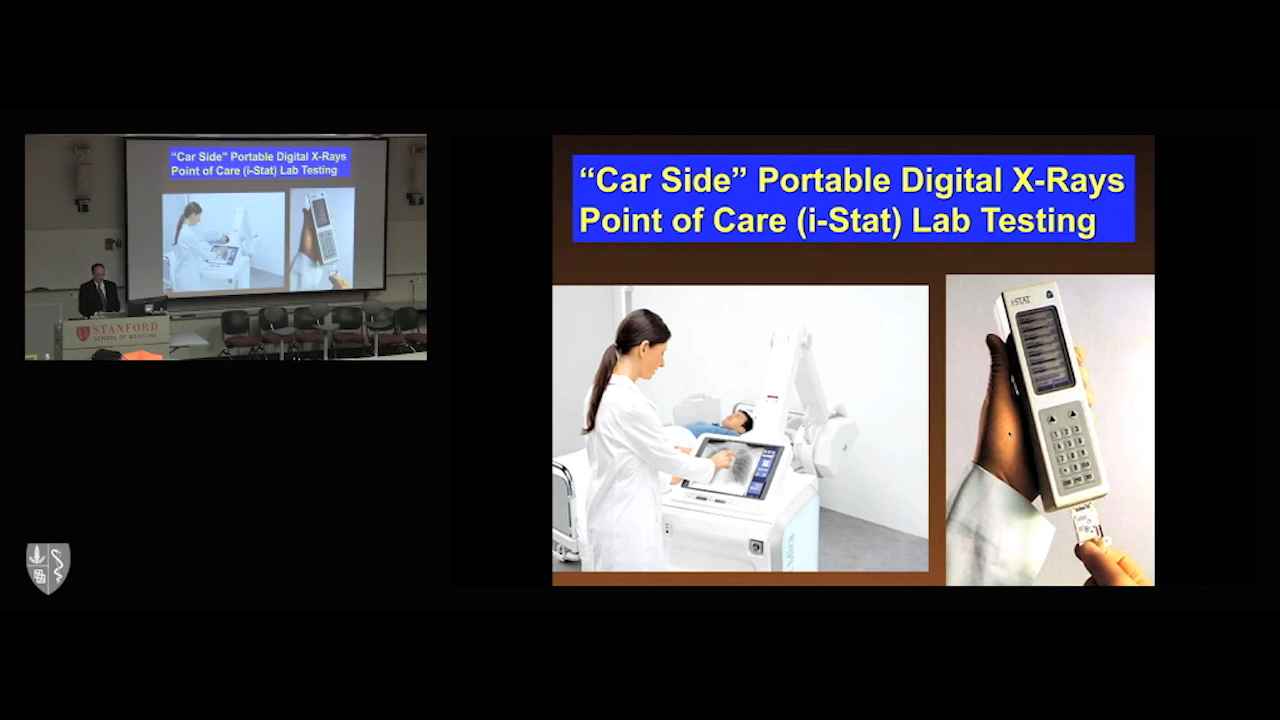 “Car Side” Portable Digital X-Rays
Point of Care (i-Stat) Lab Testing
STANFORD
SCHOOL OF MEDICINE
“Car Side” Portable Digital X-Rays
Point of Care (i-Stat) Lab Testing
i-STAT